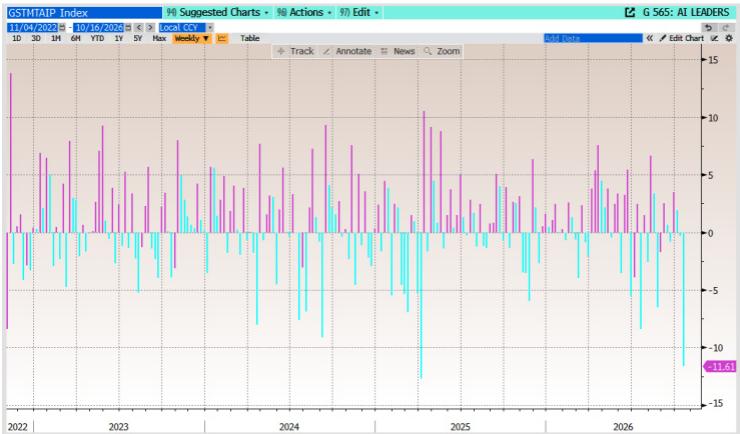 GSTMTAIP Index 94) Suggested Charts 96) Actions 97) Edit G 565: AI LEADERS
11/04/2022 - 10/16/2026 Local CCY
1D 3D 1M 6M YTD 1Y 5Y Max Weekly ▼ Table Add Data « Edit Chart
Track Annotate News Zoom
15
10
5
0
-5
-10
-11.61
-15
2022 2023 2024 2025 2026